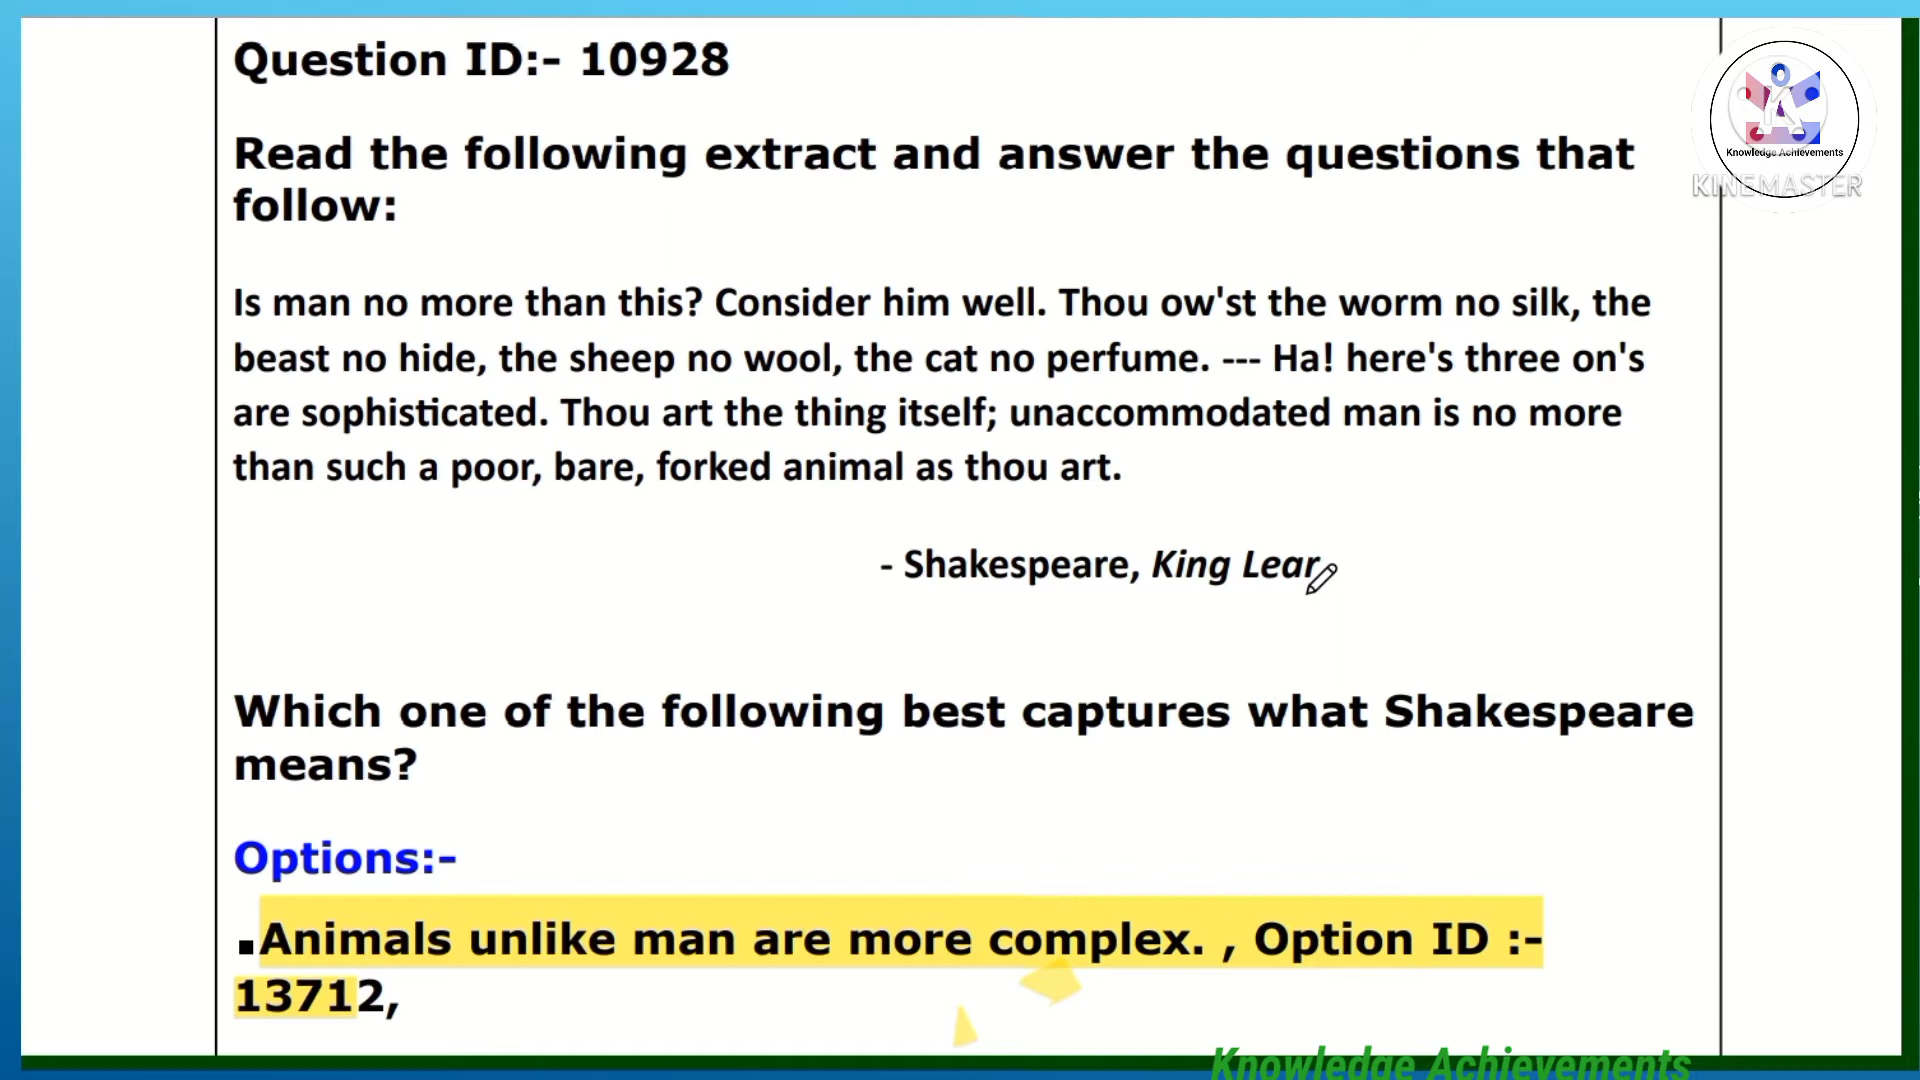 Question ID:- 10928
Knowledge Achievements
KINEMASTER
Read the following extract and answer the questions that
follow:
Is man no more than this? Consider him well. Thou ow'st the worm no silk, the
beast no hide, the sheep no wool, the cat no perfume. --- Ha! here's three on's
are sophisticated. Thou art the thing itself; unaccommodated man is no more
than such a poor, bare, forked animal as thou art.
- Shakespeare, King Lear
Which one of the following best captures what Shakespeare
means?
Options:-
▪Animals unlike man are more complex. , Option ID :-
13712,
Knowledge Achievements